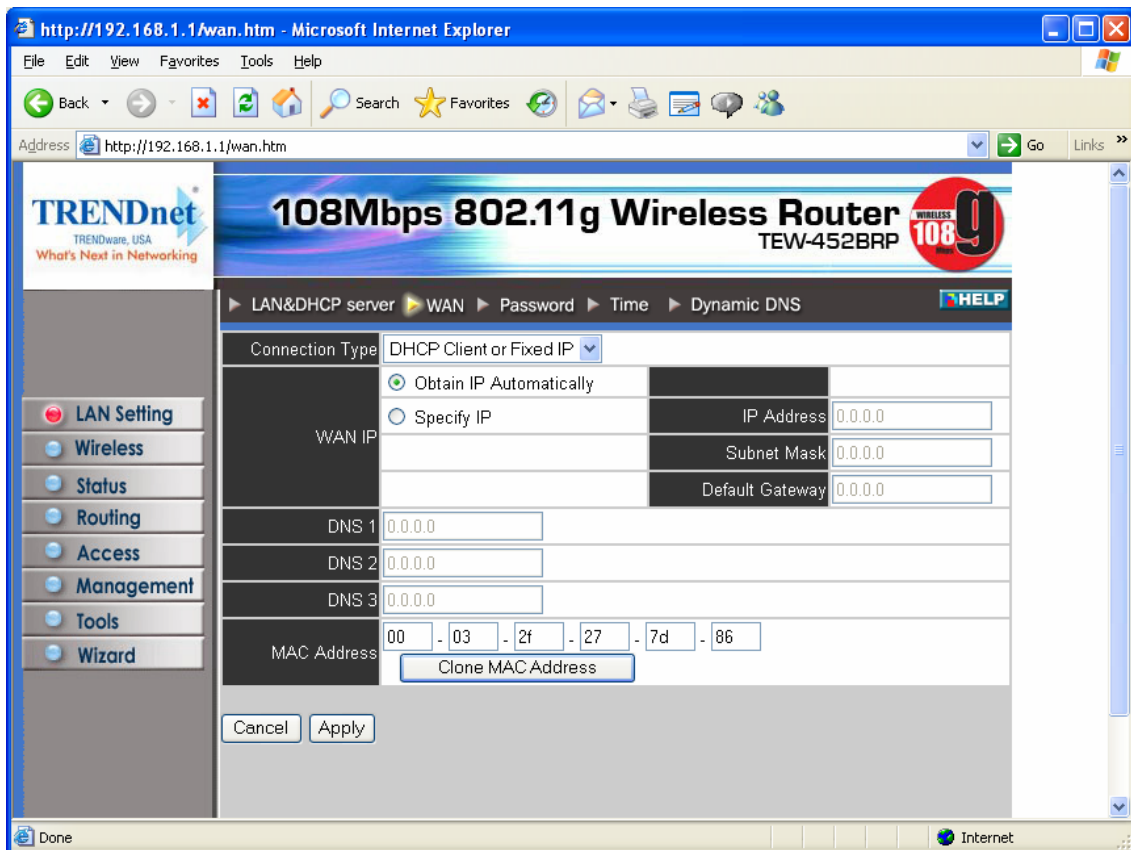 http://192.168.1.1/wan.htm - Microsoft Internet Explorer
File Edit View Favorites Tools Help
Back Search Favorites
Address http://192.168.1.1/wan.htm Go Links »
TRENDnet
TRENDware, USA
What's Next in Networking
108Mbps 802.11g Wireless Router
TEW-452BRP
WIRELESS
108
Mbps
g
LAN&DHCP server WAN Password Time Dynamic DNS HELP
LAN Setting
Wireless
Status
Routing
Access
Management
Tools
Wizard
Connection Type DHCP Client or Fixed IP
WAN IP
Obtain IP Automatically
Specify IP
IP Address 0.0.0.0
Subnet Mask 0.0.0.0
Default Gateway 0.0.0.0
DNS 1 0.0.0.0
DNS 2 0.0.0.0
DNS 3 0.0.0.0
MAC Address 00 - 03 - 2f - 27 - 7d - 86
Clone MAC Address
Cancel Apply
Done Internet